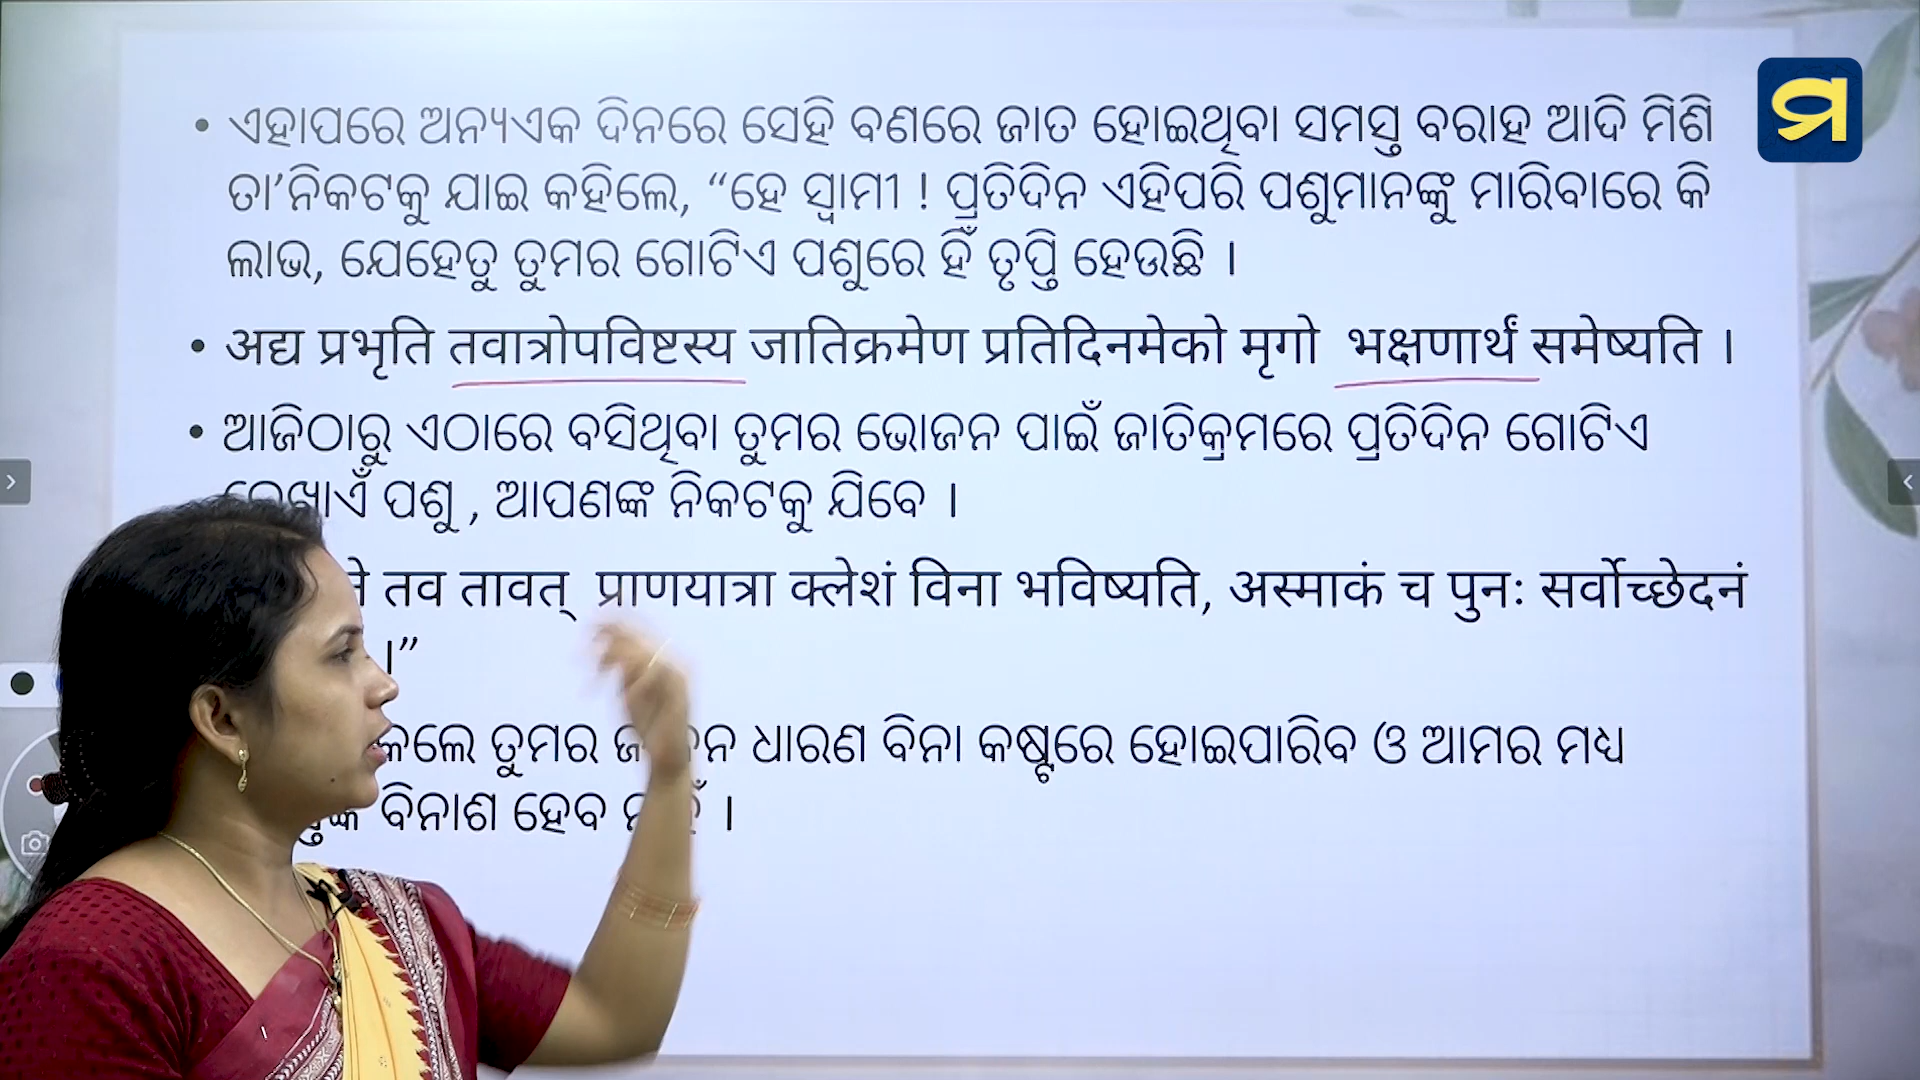 • ଏହାପରେ ଅନ୍ୟଏକ ଦିନରେ ସେହି ବଣରେ ଜାତ ହୋଇଥିବା ସମସ୍ତ ବରାହ ଆଦି ମିଶି
ତା’ନିକଟକୁ ଯାଇ କହିଲେ, “ହେ ସ୍ୱାମୀ ! ପ୍ରତିଦିନ ଏହିପରି ପଶୁମାନଙ୍କୁ ମାରିବାରେ କି
ଲାଭ, ଯେହେତୁ ତୁମର ଗୋଟିଏ ପଶୁରେ ହିଁ ତୃପ୍ତି ହେଉଛି ।
• अद्य प्रभृति तवात्रोपविष्टस्य जातिक्रमेण प्रतिदिनमेको मृगो भक्षणार्थं समेष्यति ।
• ଆଜିଠାରୁ ଏଠାରେ ବସିଥିବା ତୁମର ଭୋଜନ ପାଇଁ ଜାତିକ୍ରମରେ ପ୍ରତିଦିନ ଗୋଟିଏ
ପଶୁ , ଆପଣଙ୍କ ନିକଟକୁ ଯିବେ ।
तव तावत् प्राणयात्रा क्लेशं विना भविष्यति, अस्माकं च पुनः सर्वोच्छेदनं
।”
କଲେ ତୁମର ଧାରଣ ବିନା କଷ୍ଟରେ ହୋଇପାରିବ ଓ ଆମର ମଧ୍ୟ
ବିନାଶ ହେବ ।
ମ